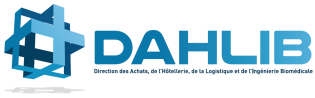 DAHLIB
Direction des Achats, de l'Hôtellerie, de la Logistique et de l'Ingénierie Biomédicale